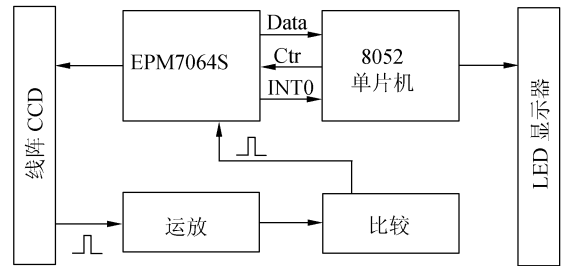 线阵 CCD
EPM7064S
Data
Ctr
INT0
8052
单片机
LED 显示器
运放
比较